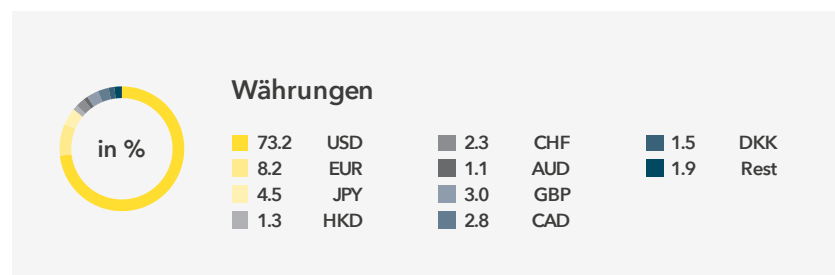 Währungen
in %
73.2 USD
8.2 EUR
4.5 JPY
1.3 HKD
2.3 CHF
1.1 AUD
3.0 GBP
2.8 CAD
1.5 DKK
1.9 Rest